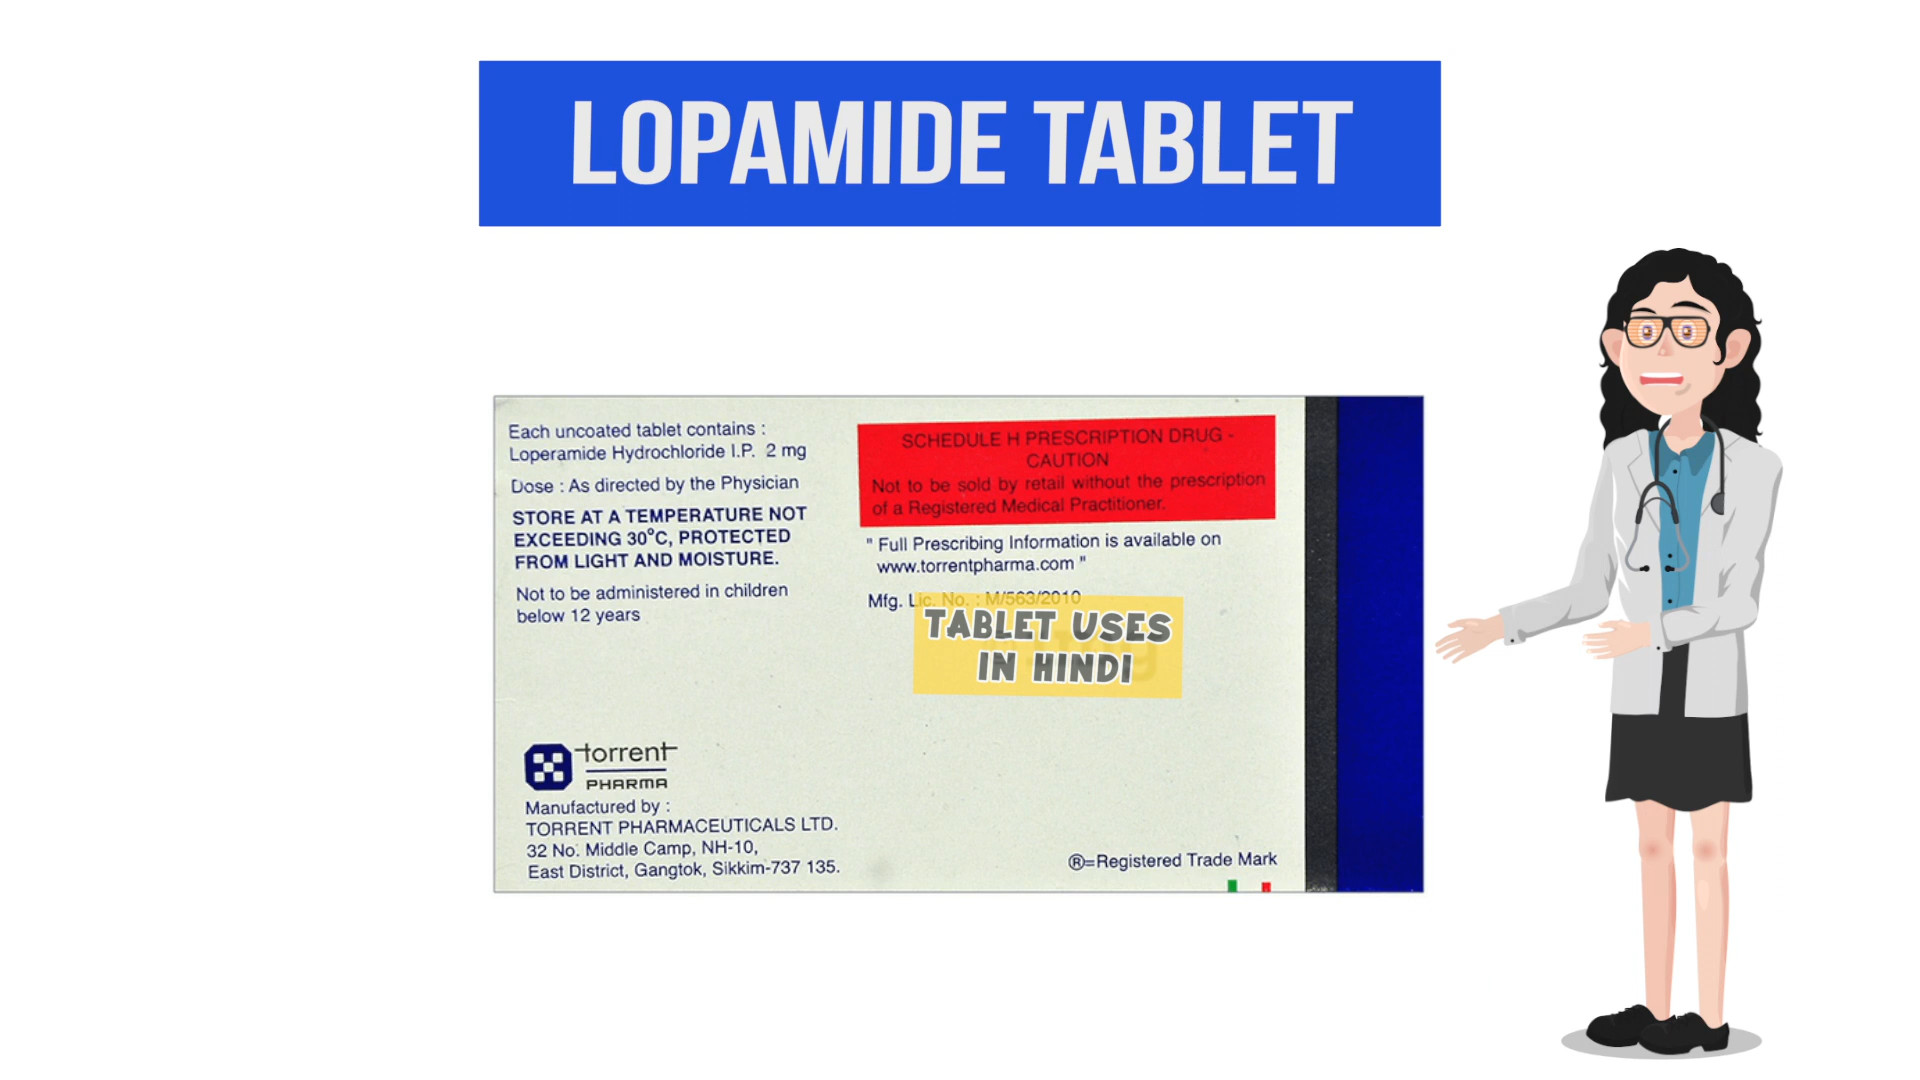 LOPAMIDE TABLET
Each uncoated tablet contains :
Loperamide Hydrochloride I.P. 2 mg
Dose : As directed by the Physician
STORE AT A TEMPERATURE NOT
EXCEEDING 30°C, PROTECTED
FROM LIGHT AND MOISTURE.
Not to be administered in children
below 12 years
SCHEDULE H PRESCRIPTION DRUG -
CAUTION
Not to be sold by retail without the prescription
of a Registered Medical Practitioner.
" Full Prescribing Information is available on
www.torrentpharma.com "
Mfg. Lic. No. : M/563/2010
TABLET USES
IN HINDI
torrent
PHARMA
Manufactured by :
TORRENT PHARMACEUTICALS LTD.
32 No. Middle Camp, NH-10,
East District, Gangtok, Sikkim-737 135.
®=Registered Trade Mark